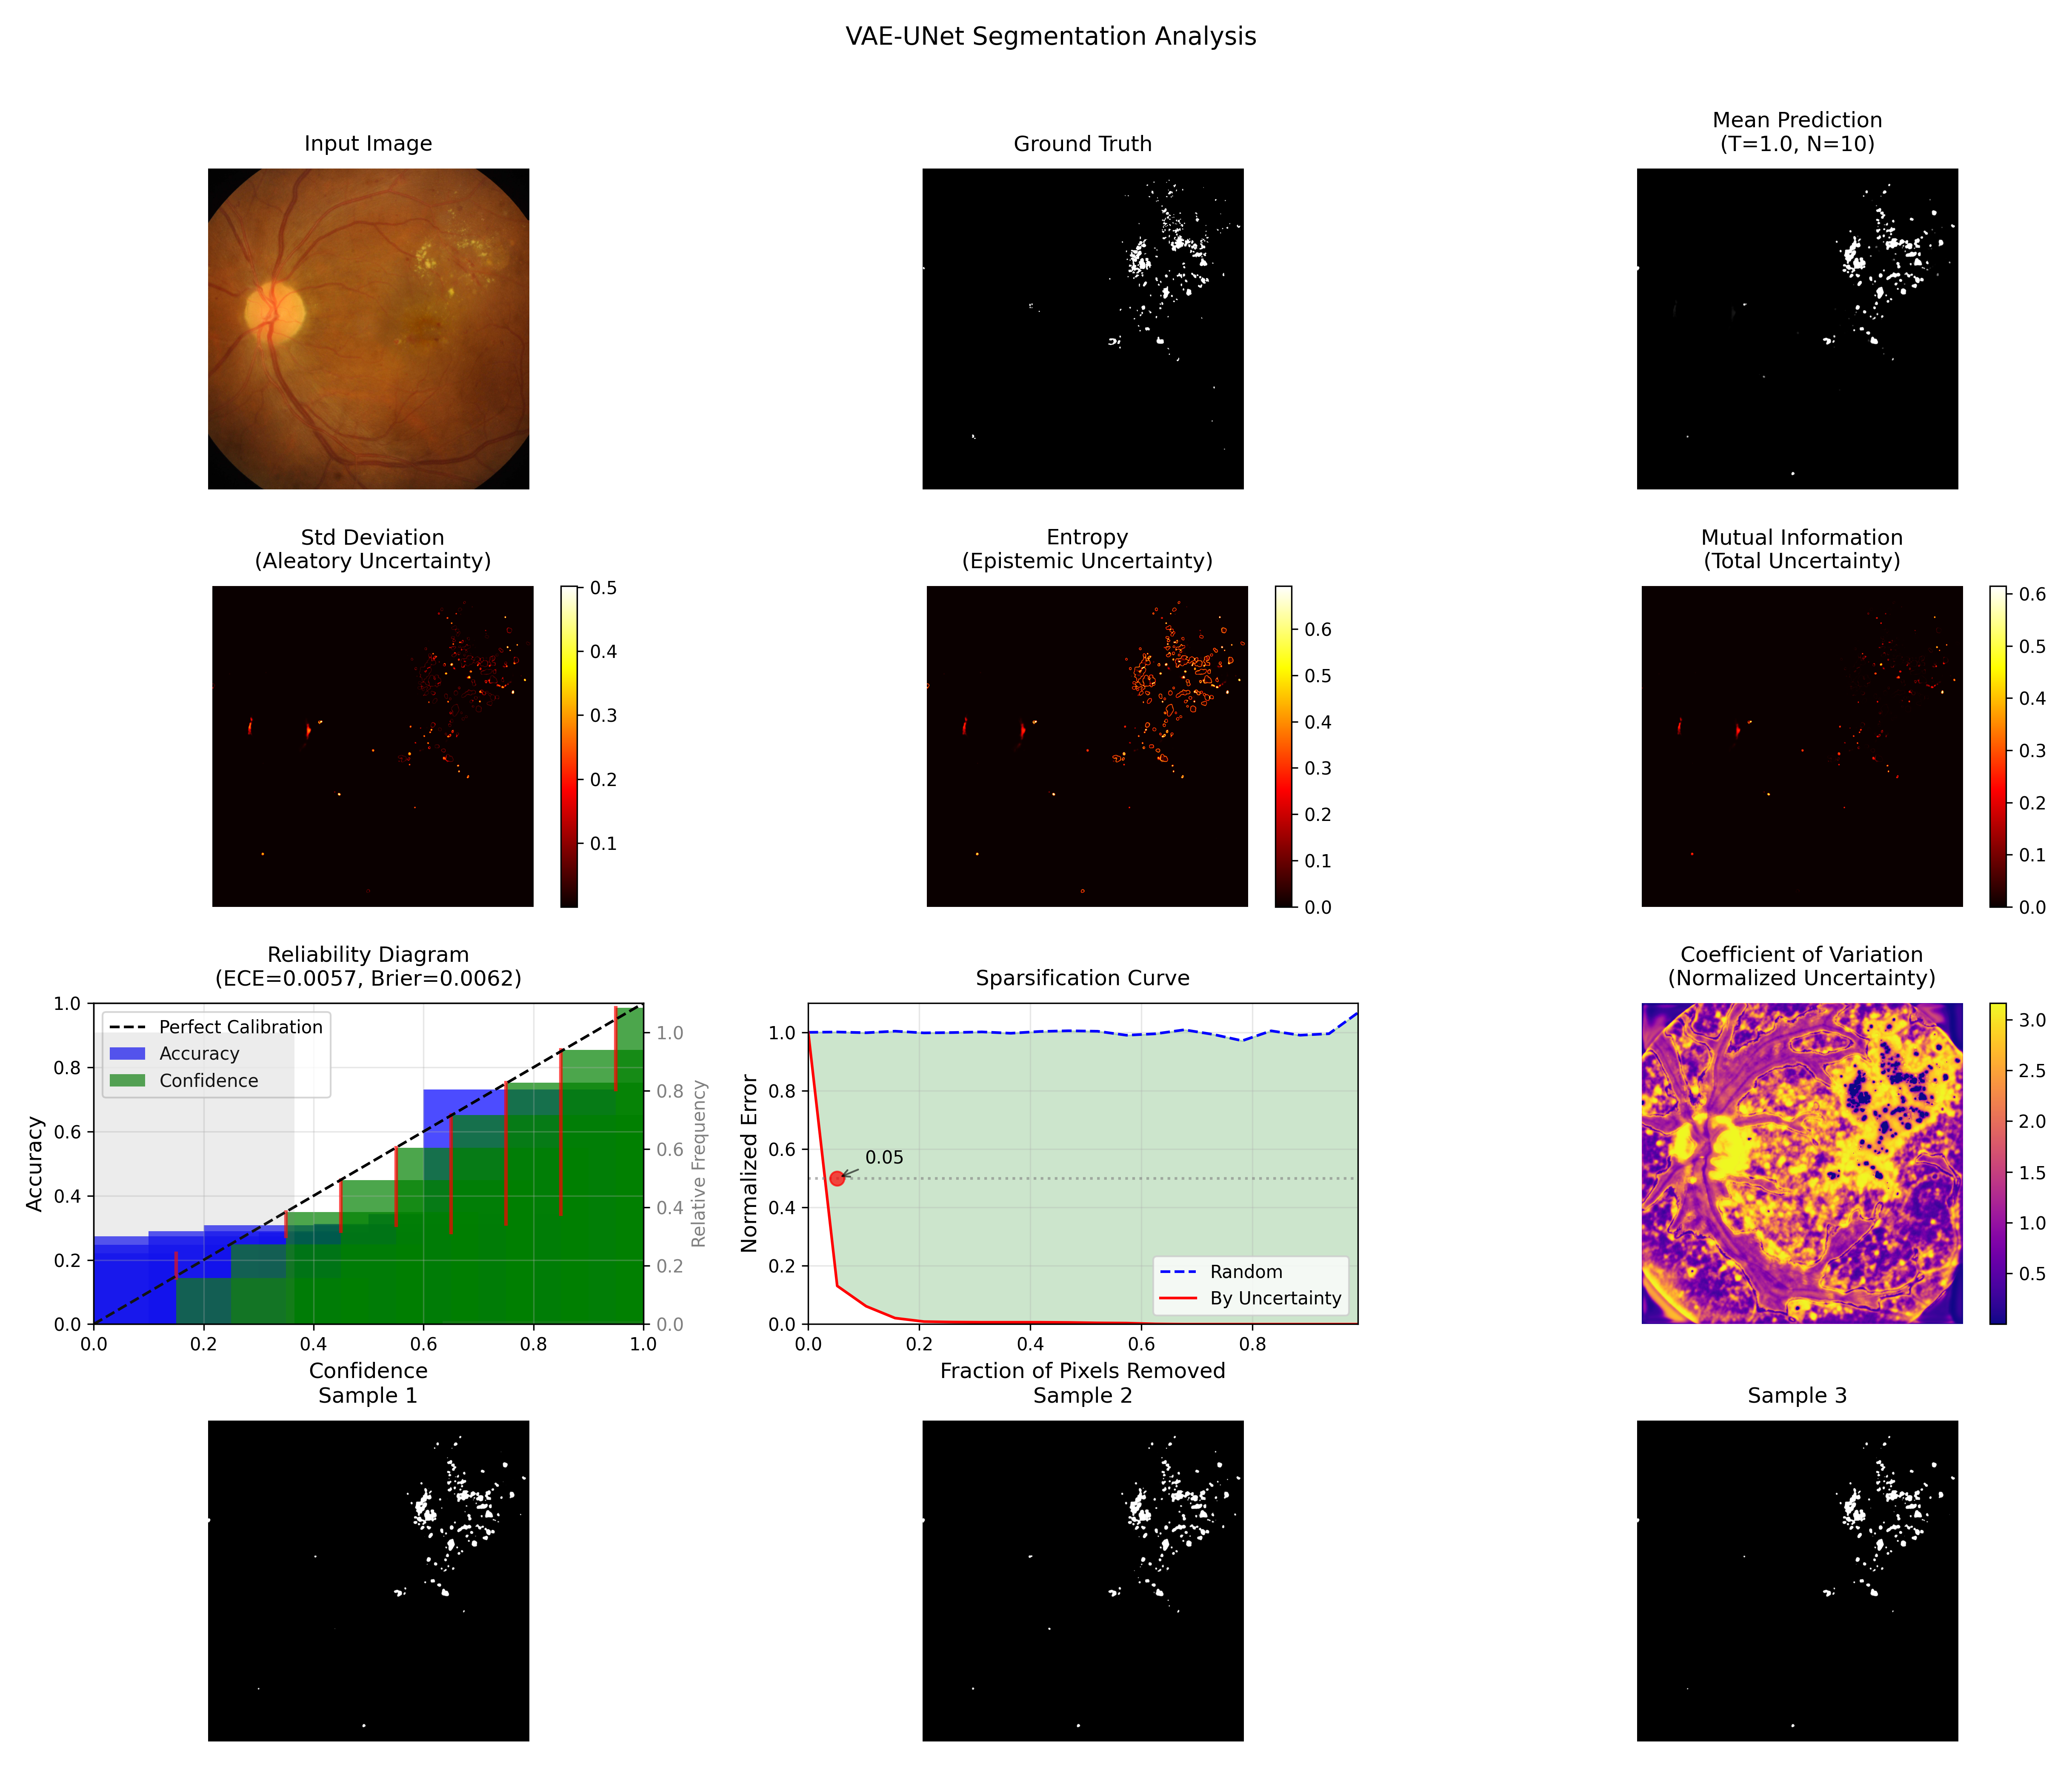 VAE-UNet Segmentation Analysis
Input Image
Ground Truth
Mean Prediction
(T=1.0, N=10)
Std Deviation
(Aleatory Uncertainty)
0.5
0.4
0.3
0.2
0.1
Entropy
(Epistemic Uncertainty)
0.6
0.5
0.4
0.3
0.2
0.1
0.0
Mutual Information
(Total Uncertainty)
0.6
0.5
0.4
0.3
0.2
0.1
0.0
Reliability Diagram
(ECE=0.0057, Brier=0.0062)
Perfect Calibration
Accuracy
Confidence
1.0
0.8
0.6
0.4
0.2
0.0
Accuracy
0.0 0.2 0.4 0.6 0.8 1.0
Confidence
1.0
0.8
0.6
0.4
0.2
0.0
Relative Frequency
Sparsification Curve
1.0
0.8
0.6
0.4
0.2
0.0
Normalized Error
0.05
Random
By Uncertainty
0.0 0.2 0.4 0.6 0.8
Fraction of Pixels Removed
Coefficient of Variation
(Normalized Uncertainty)
3.0
2.5
2.0
1.5
1.0
0.5
Sample 1
Sample 2
Sample 3